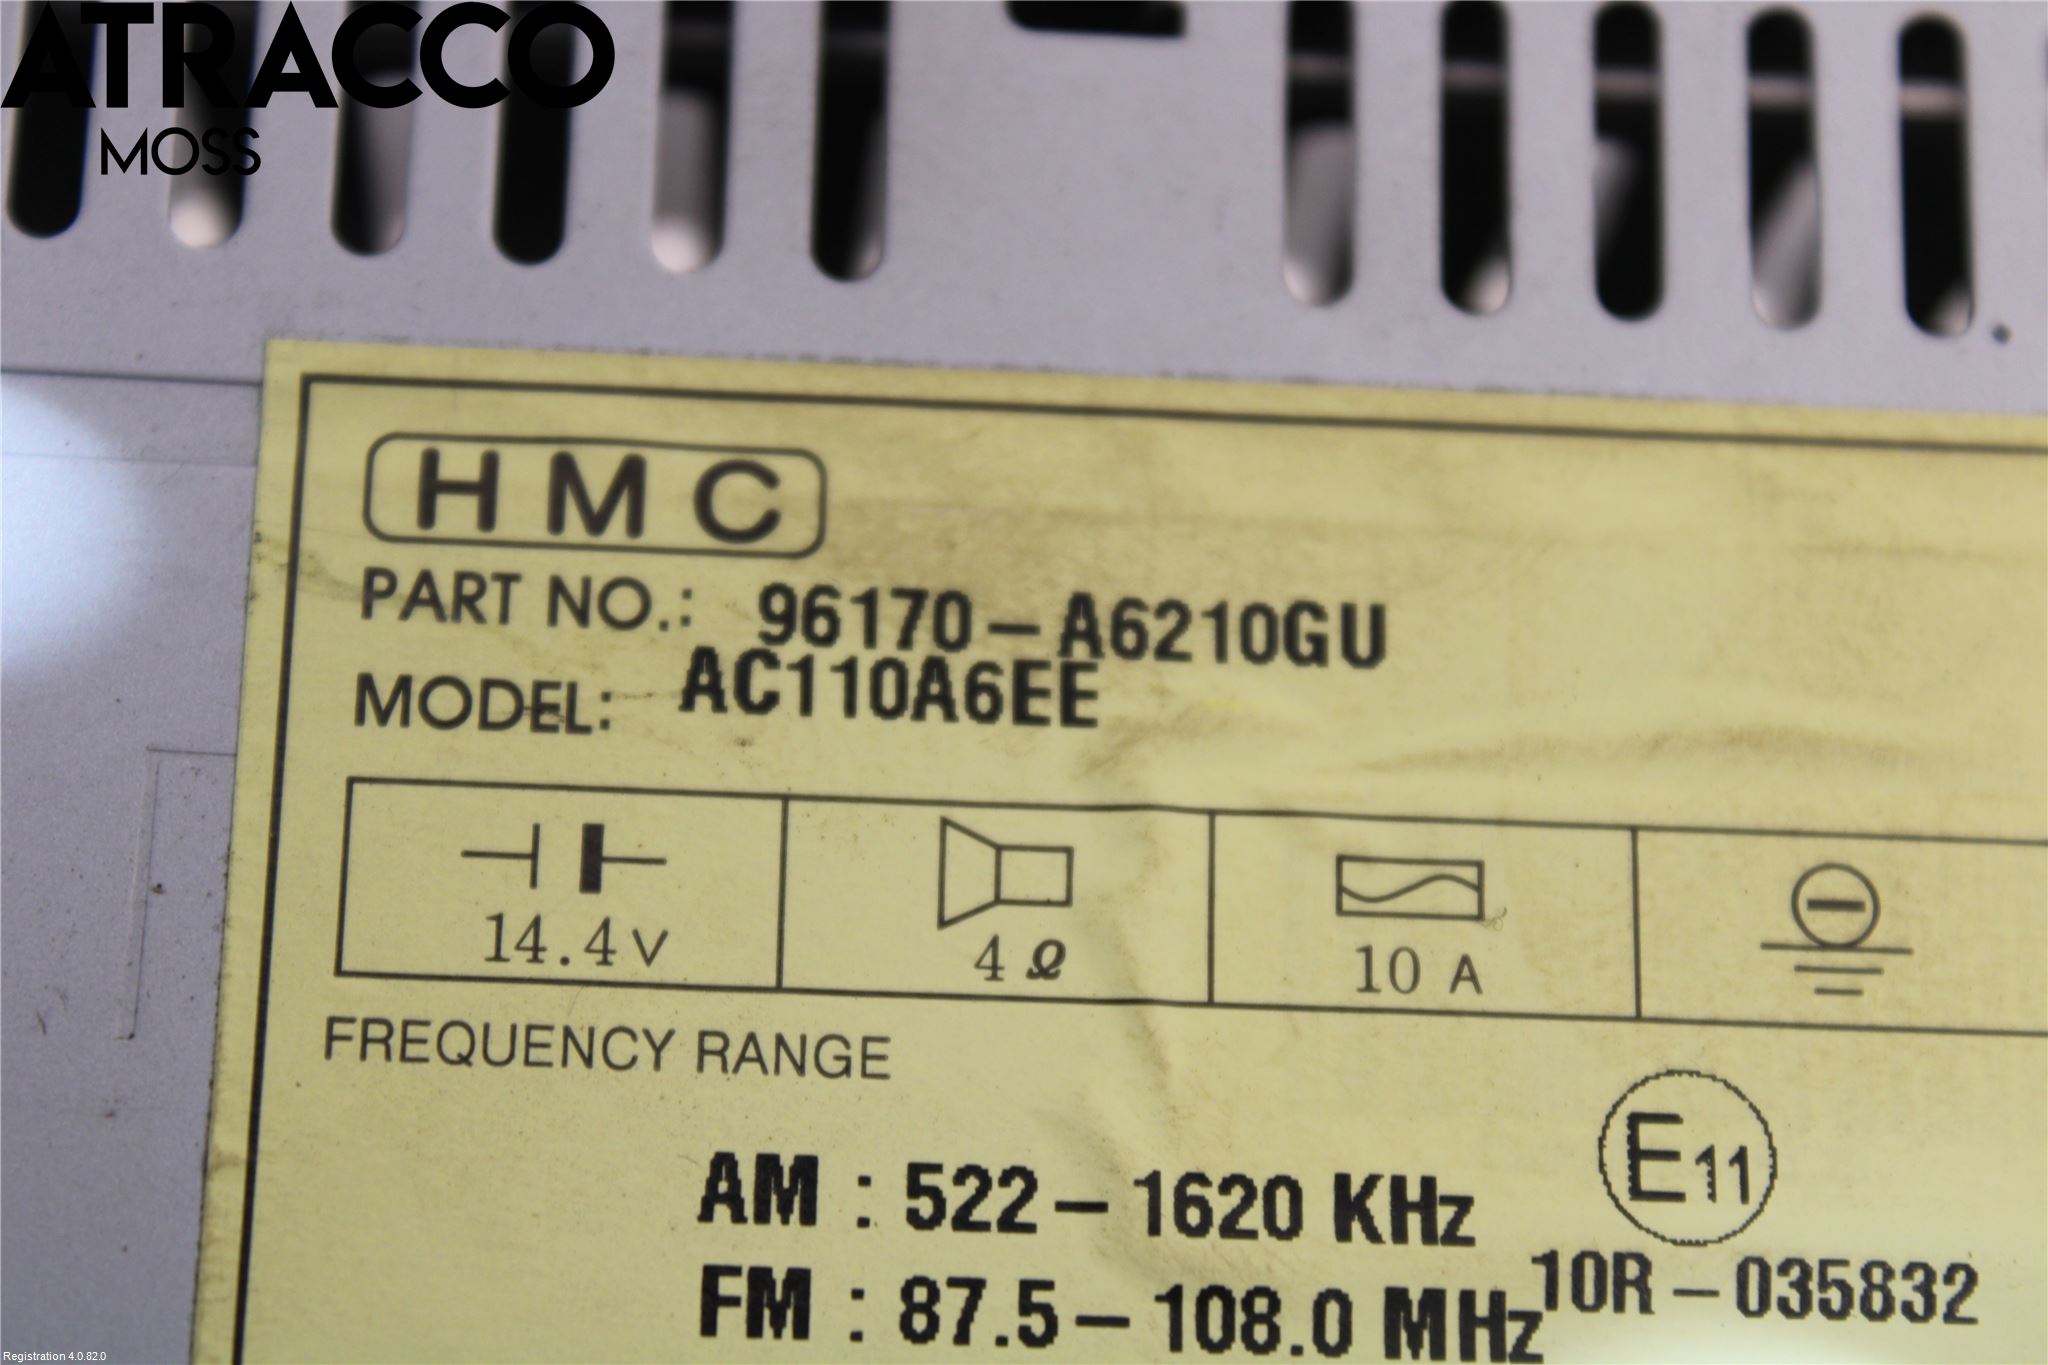 ATRACCO
MOSS
HMC
PART NO.: 96170-A6210GU
MODEL: AC110A6EE
14.4V
4 Ω
10 A
FREQUENCY RANGE
E11
AM : 522-1620 KHz
10R-035832
FM : 87.5-108.0 MHz
Registration 4.0.82.0